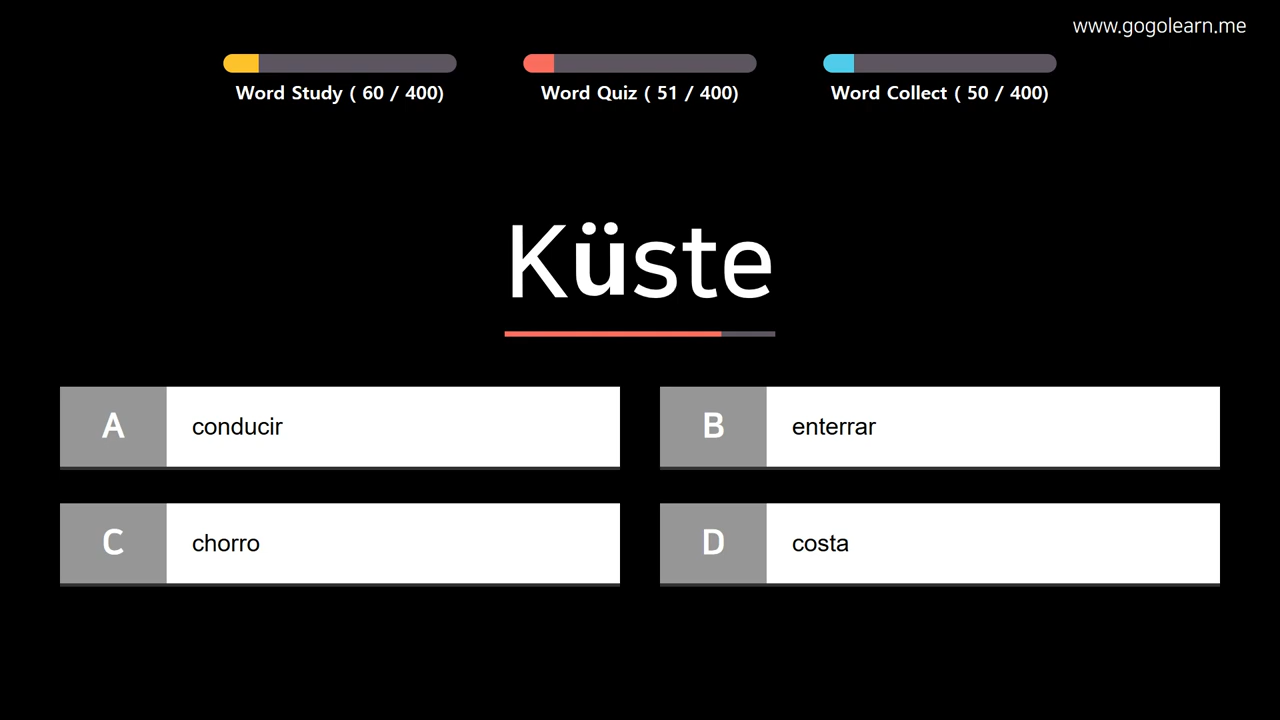 www.gogolearn.me
Word Study ( 60 / 400)
Word Quiz ( 51 / 400)
Word Collect ( 50 / 400)
Küste
A conducir
B enterrar
C chorro
D costa